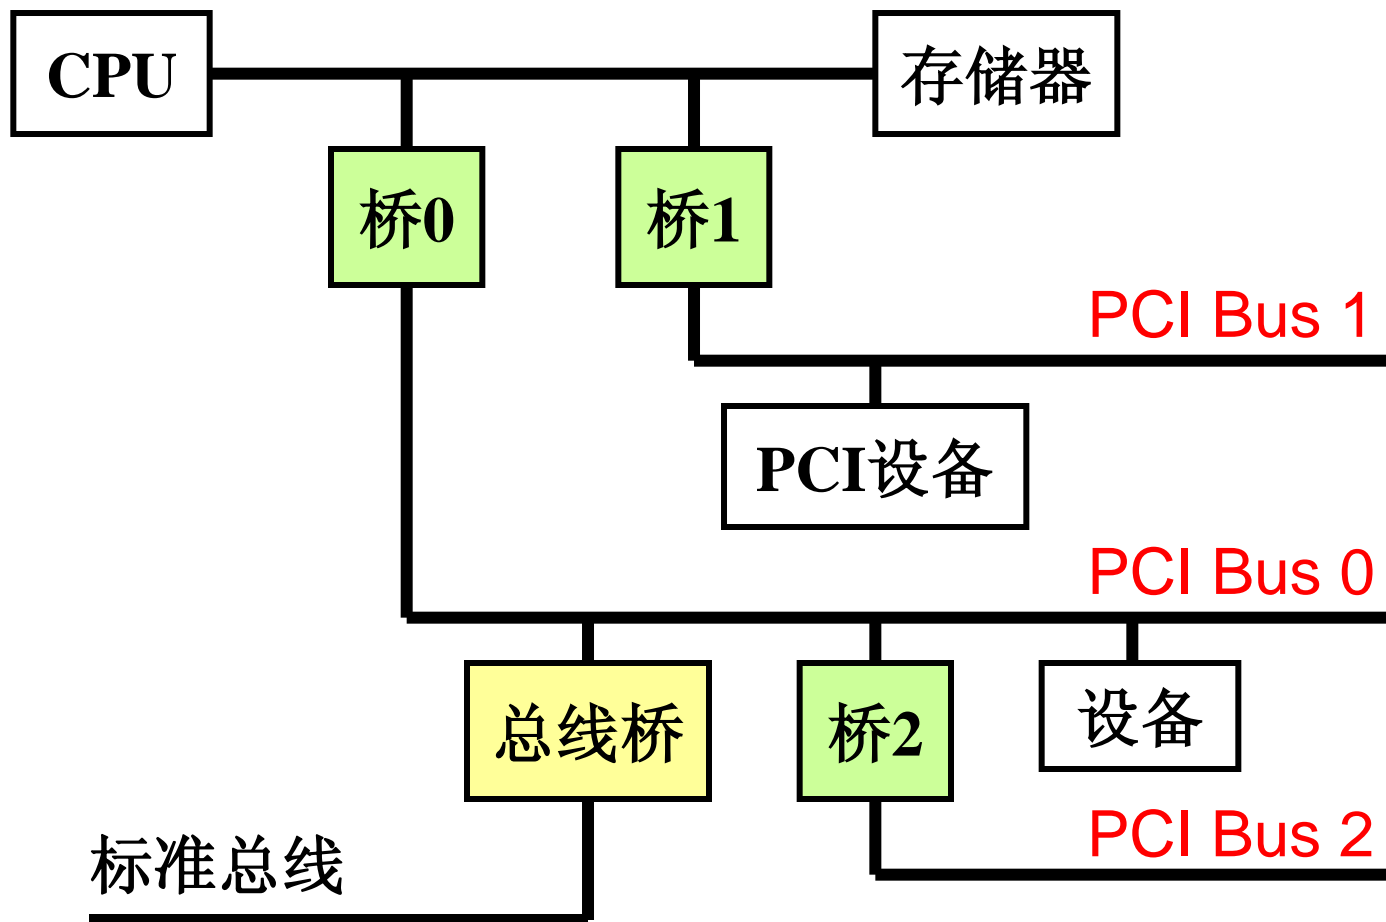 CPU
存储器
桥0
桥1
PCI Bus 1
PCI设备
PCI Bus 0
总线桥
桥2
设备
PCI Bus 2
标准总线